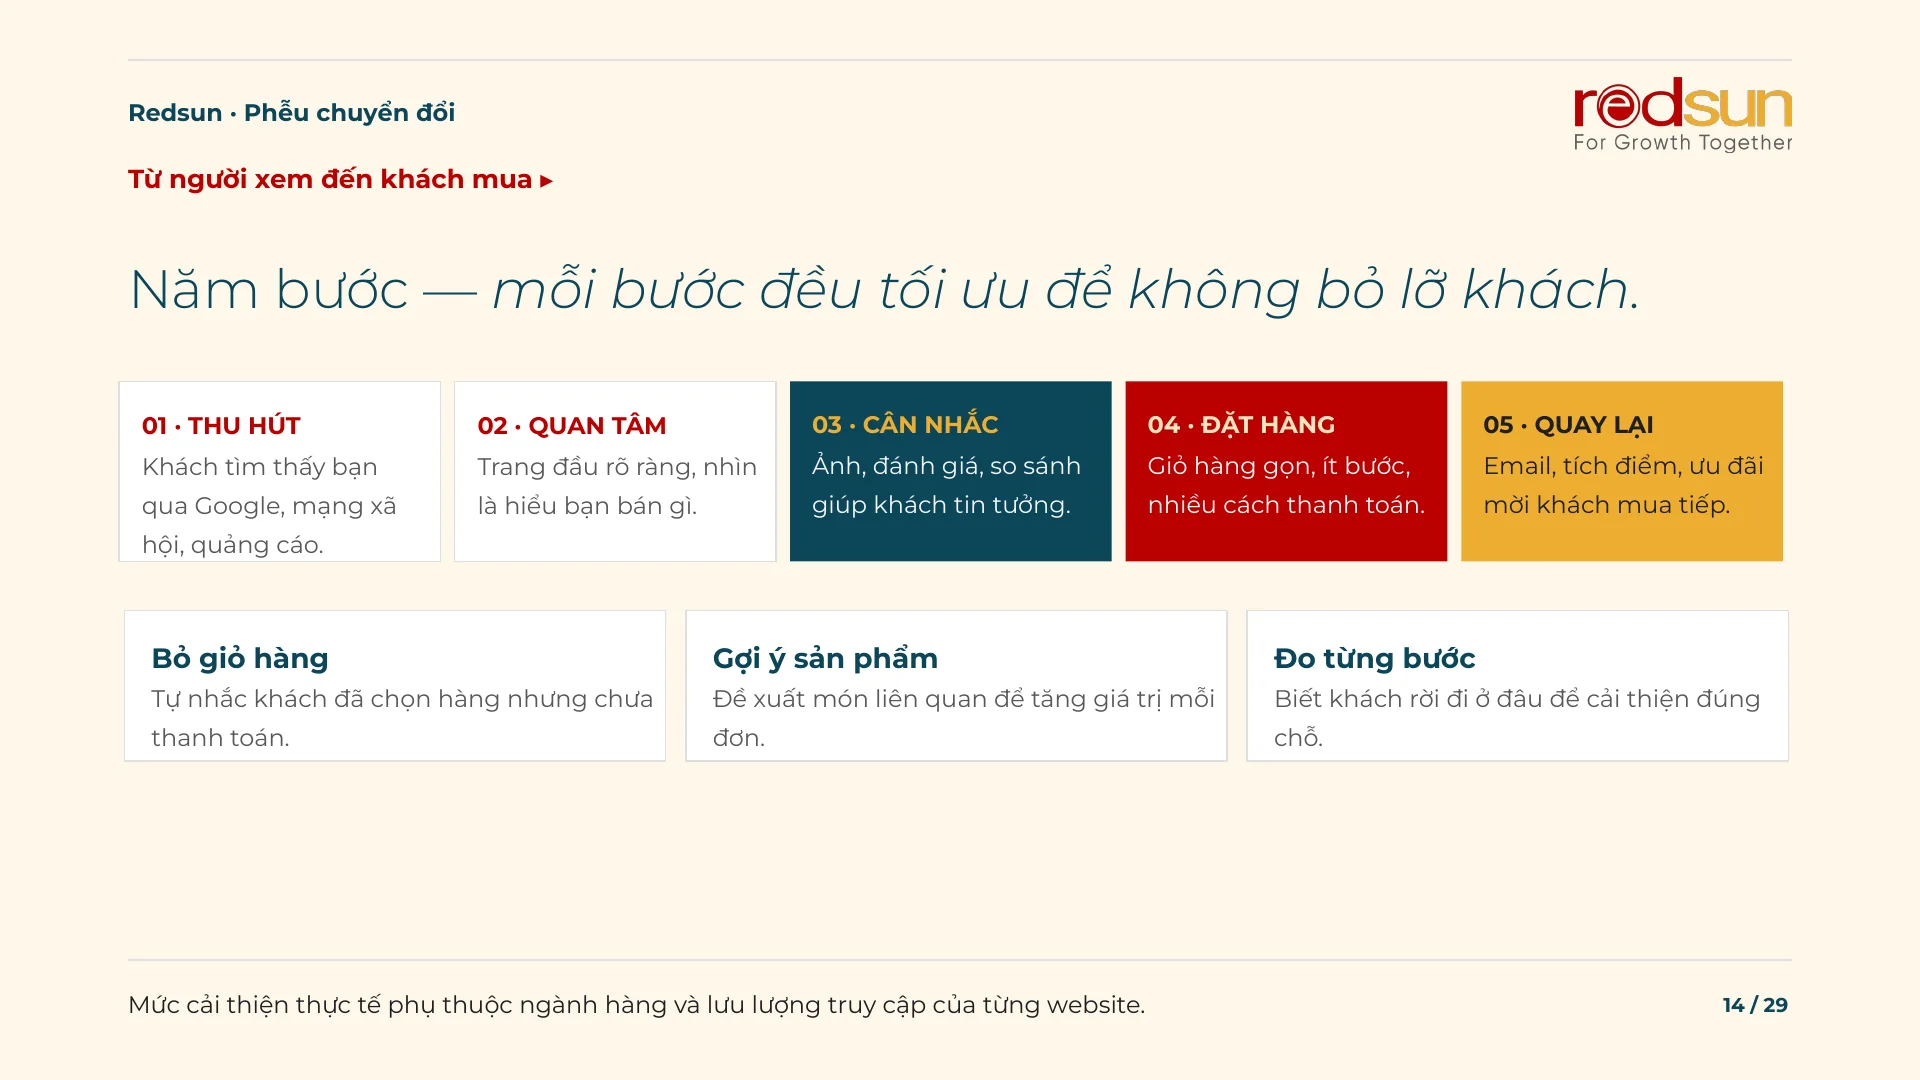 Redsun · Phễu chuyển đổi
redsun
For Growth Together
Từ người xem đến khách mua ▸
Năm bước — mỗi bước đều tối ưu để không bỏ lỡ khách.
01 · THU HÚT
Khách tìm thấy bạn
qua Google, mạng xã
hội, quảng cáo.
02 · QUAN TÂM
Trang đầu rõ ràng, nhìn
là hiểu bạn bán gì.
03 · CÂN NHẮC
Ảnh, đánh giá, so sánh
giúp khách tin tưởng.
04 · ĐẶT HÀNG
Giỏ hàng gọn, ít bước,
nhiều cách thanh toán.
05 · QUAY LẠI
Email, tích điểm, ưu đãi
mời khách mua tiếp.
Bỏ giỏ hàng
Tự nhắc khách đã chọn hàng nhưng chưa
thanh toán.
Gợi ý sản phẩm
Đề xuất món liên quan để tăng giá trị mỗi
đơn.
Đo từng bước
Biết khách rời đi ở đâu để cải thiện đúng
chỗ.
Mức cải thiện thực tế phụ thuộc ngành hàng và lưu lượng truy cập của từng website.
14 / 29